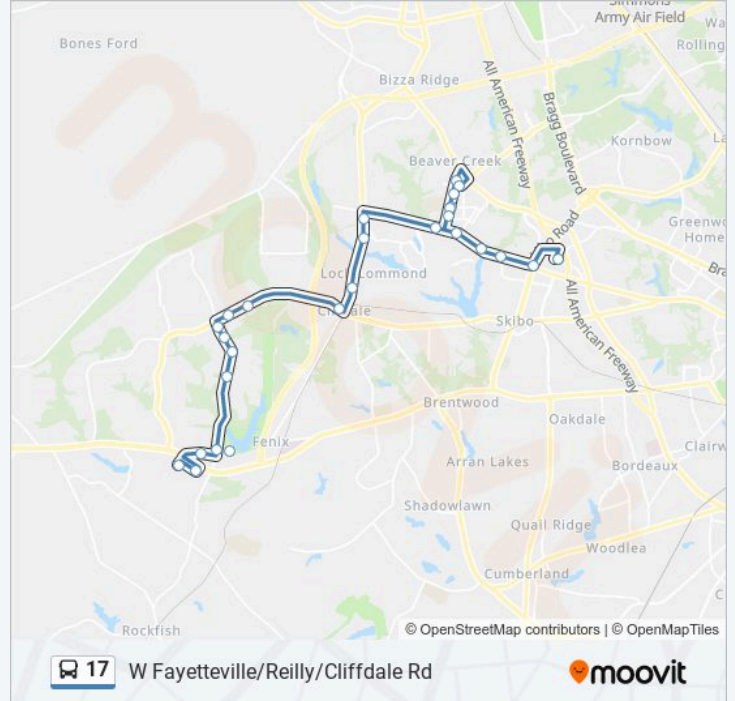 Simmons
Army Air Field
Bones Ford
Rolling
Bizza Ridge
All American Freeway
Bragg Boulevard
Kornbow
Beaver Creek
Greenwo
Home
Road
Loch Lommond
Bra
Cliffdale
All American Freeway
Skibo
Brentwood
Oakdale
Fenix
Clairw
Arran Lakes
Bordeaux
Shadowlawn
Quail Ridge
Woodlea
Cumberland
Rockfish
© OpenStreetMap contributors | © OpenMapTiles
17 W Fayetteville/Reilly/Cliffdale Rd
moovit